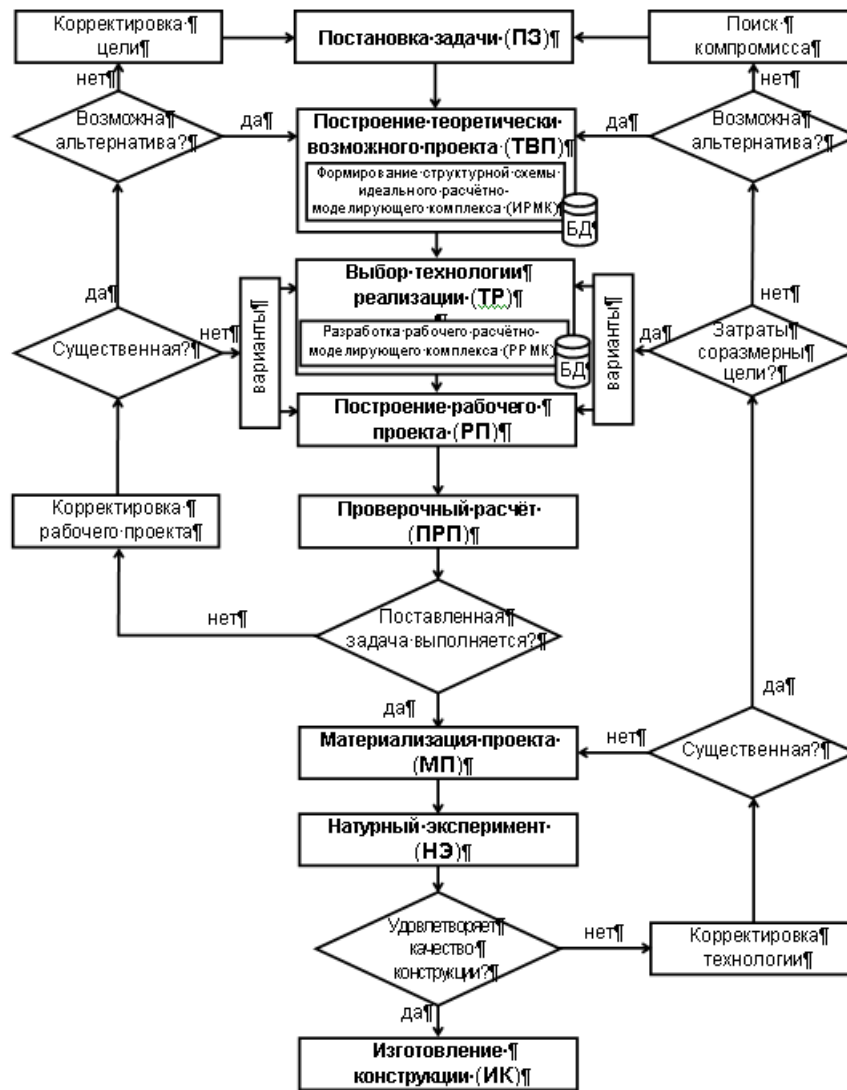 Корректировка·¶
цели¶
Постановка·задачи·(ПЗ)¶
Поиск·¶
компромисса¶
нет¶
нет¶
Возможна¶
альтернатива?¶
да¶
Построение·теоретически·
возможного·проекта·(ТВП)¶
да¶
Возможна¶
альтернатива?¶
Формирование·структурной·схемы·
идеального·расчётно-
моделирующего·комплекса·(ИРМК)¶
БД¶
да¶
Выбор·технологии¶
реализации·(ТР)¶
¶
нет¶
Существенная?¶
нет¶
варианты¶
Разработка·рабочего·расчётно-
моделирующего·комплекса·(РРМК)¶
БД¶
варианты¶
да¶
Затраты¶
соразмерны¶
цели?¶
Построение·рабочего·¶
проекта·(РП)¶
Корректировка·¶
рабочего·проекта¶
Проверочный·расчёт·
(ПРП)¶
нет¶
Поставленная¶
задача·выполняется?¶
да¶
да¶
Материализация·проекта·
(МП)¶
нет¶
Существенная?¶
Натурный·эксперимент·
(НЭ)¶
Удовлетворяет¶
качество¶
конструкции?¶
нет¶
Корректировка¶
технологии¶
да¶
Изготовление·¶
конструкции·(ИК)¶